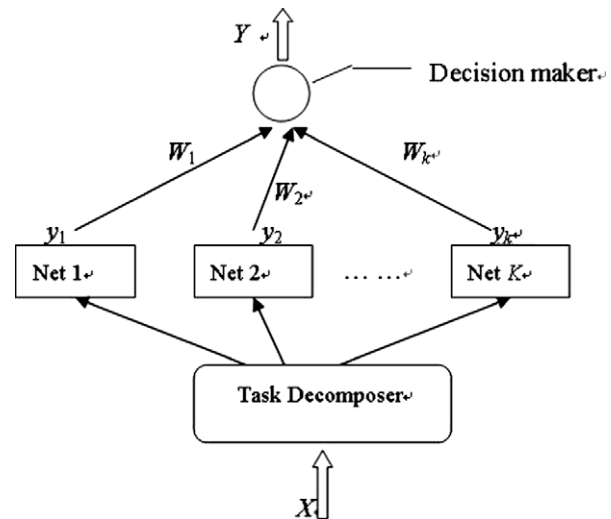 Y
Decision maker
W₁
W₂
Wₖ
y₁
y₂
yₖ
Net 1
Net 2
... ...
Net K
Task Decomposer
X